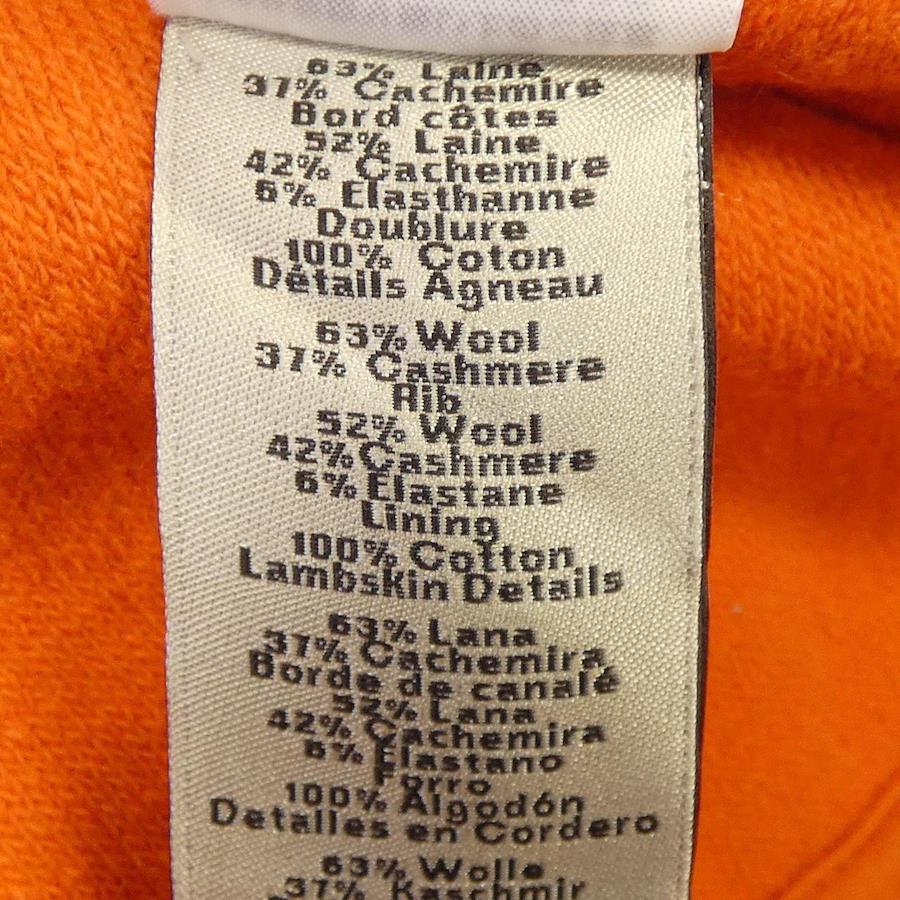 63% Laine
37% Cachemire
Bord côtes
52% Laine
42% Cachemire
6% Elasthanne
Doublure
100% Coton
Détails Agneau
63% Wool
37% Cashmere
Rib
52% Wool
42% Cashmere
6% Elastane
Lining
100% Cotton
Lambskin Details
63% Lana
37% Cachemira
Borde de canalé
52% Lana
42% Cachemira
6% Elastano
Forro
100% Algodón
Detalles en Cordero
63% Wolle
37% Kaschmir